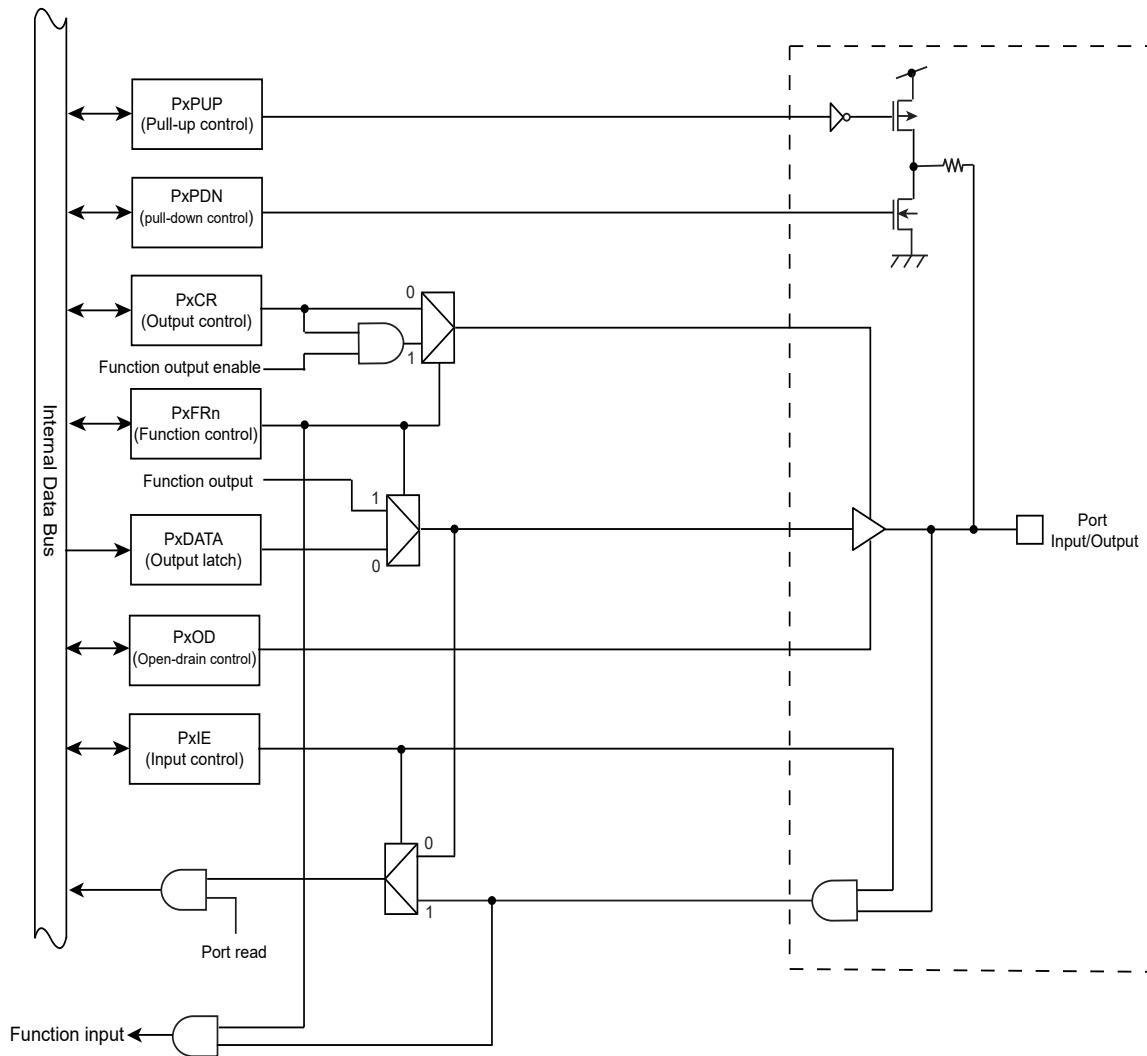 PxPUP
(Pull-up control)
PxPDN
(pull-down control)
PxCR
(Output control)
0
1
Function output enable
PxFRn
(Function control)
Internal Data Bus
Function output
1
PxDATA
(Output latch)
0
Port
Input/Output
PxOD
(Open-drain control)
PxIE
(Input control)
0
1
Port read
Function input